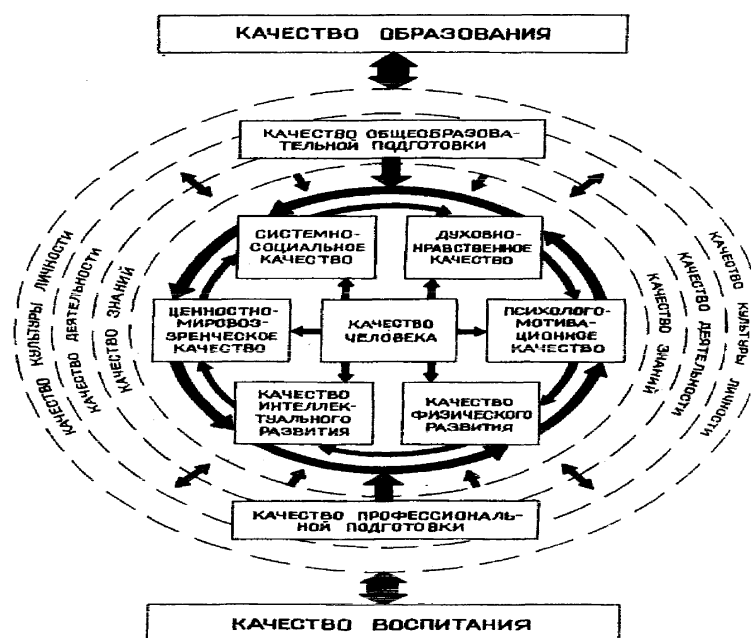 КАЧЕСТВО ОБРАЗОВАНИЯ
КАЧЕСТВО ОБЩЕОБРАЗОВА-
ТЕЛЬНОЙ ПОДГОТОВКИ
СИСТЕМНО-
СОЦИАЛЬНОЕ
КАЧЕСТВО
ДУХОВНО-
НРАВСТВЕННОЕ
КАЧЕСТВО
КАЧЕСТВО КУЛЬТУРЫ ЛИЧНОСТИ
КАЧЕСТВО ДЕЯТЕЛЬНОСТИ
КАЧЕСТВО ЗНАНИЙ
ЦЕННОСТНО-
МИРОВОЗ-
ЗРЕНЧЕСКОЕ
КАЧЕСТВО
КАЧЕСТВО
ЧЕЛОВЕКА
ПСИХОЛОГО-
МОТИВА-
ЦИОННОЕ
КАЧЕСТВО
КАЧЕСТВО ЗНАНИЙ
КАЧЕСТВО ДЕЯТЕЛЬНОСТИ
КАЧЕСТВО КУЛЬТУРЫ ЛИЧНОСТИ
КАЧЕСТВО
ИНТЕЛЛЕК-
ТУАЛЬНОГО
РАЗВИТИЯ
КАЧЕСТВО
ФИЗИЧЕСКОГО
РАЗВИТИЯ
КАЧЕСТВО ПРОФЕССИОНАЛЬ-
НОЙ ПОДГОТОВКИ
КАЧЕСТВО ВОСПИТАНИЯ